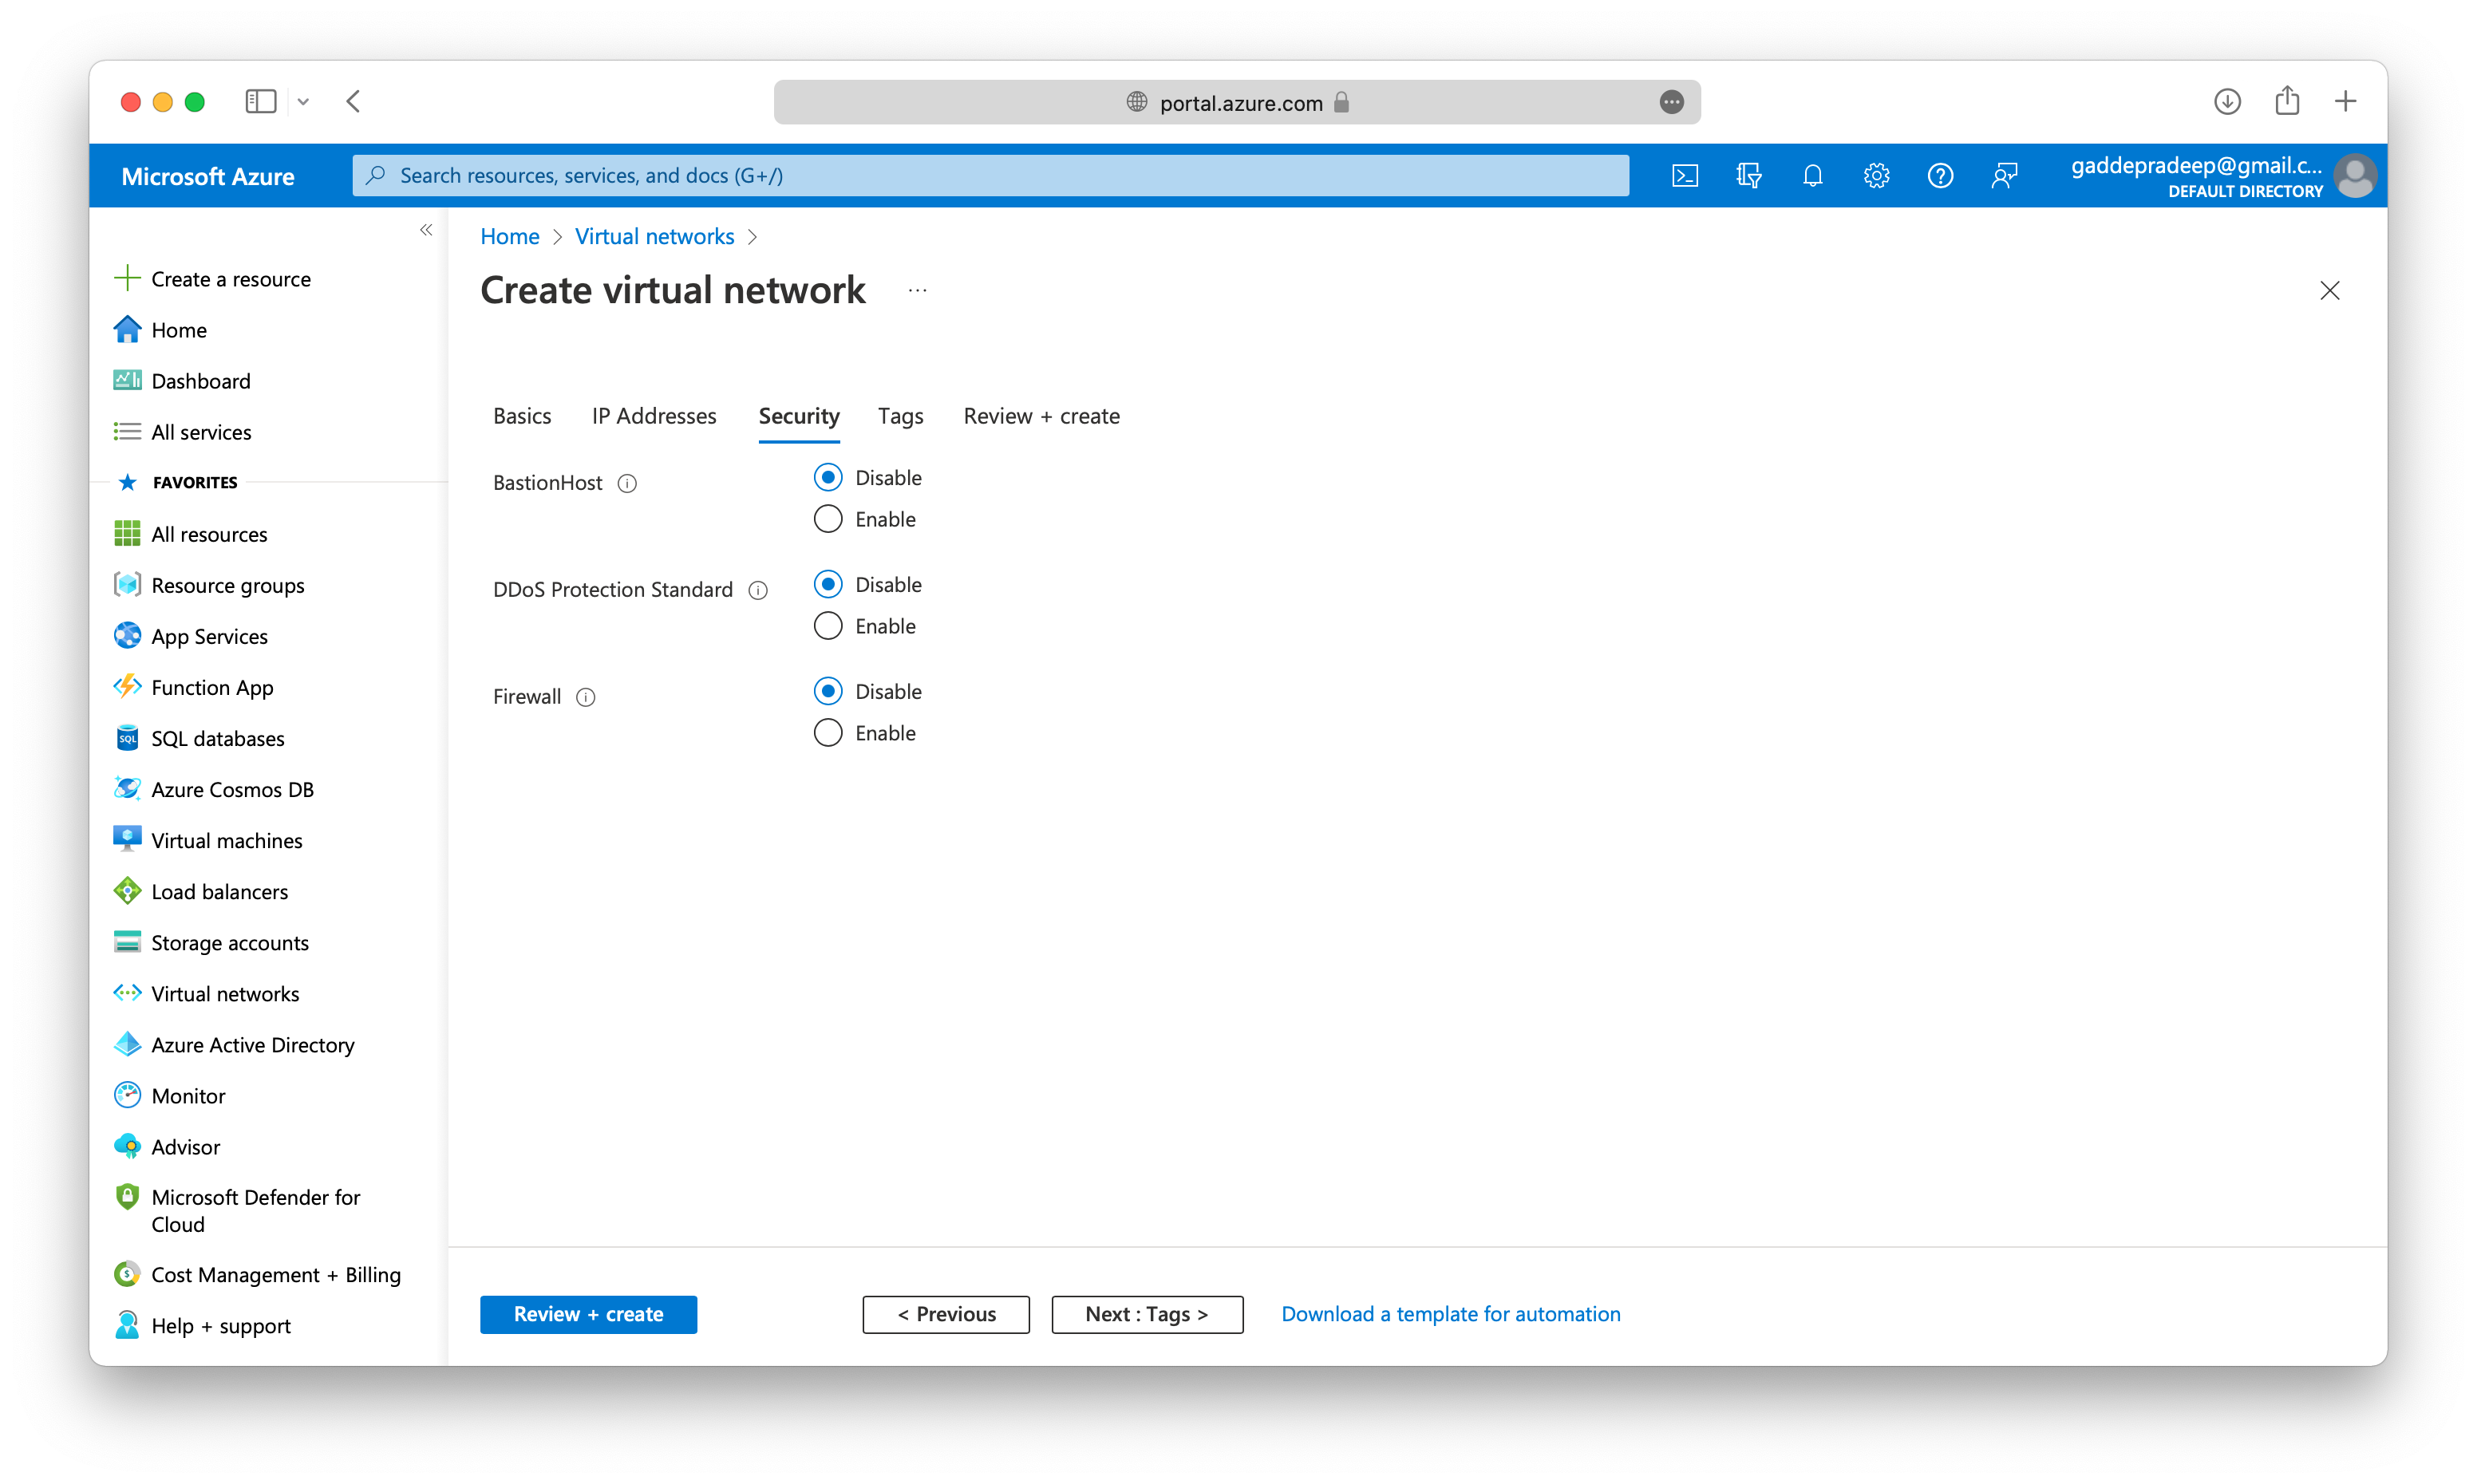 portal.azure.com
Microsoft Azure
Search resources, services, and docs (G+/)
gaddepradeep@gmail.c...
DEFAULT DIRECTORY
Home > Virtual networks >
Create virtual network ...
Create a resource
Home
Dashboard
All services
FAVORITES
All resources
Resource groups
App Services
Function App
SQL
SQL databases
Azure Cosmos DB
Virtual machines
Load balancers
Storage accounts
Virtual networks
Azure Active Directory
Monitor
Advisor
Microsoft Defender for
Cloud
Cost Management + Billing
Help + support
Basics IP Addresses Security Tags Review + create
BastionHost
Disable
Enable
DDoS Protection Standard
Disable
Enable
Firewall
Disable
Enable
Review + create
< Previous
Next : Tags >
Download a template for automation